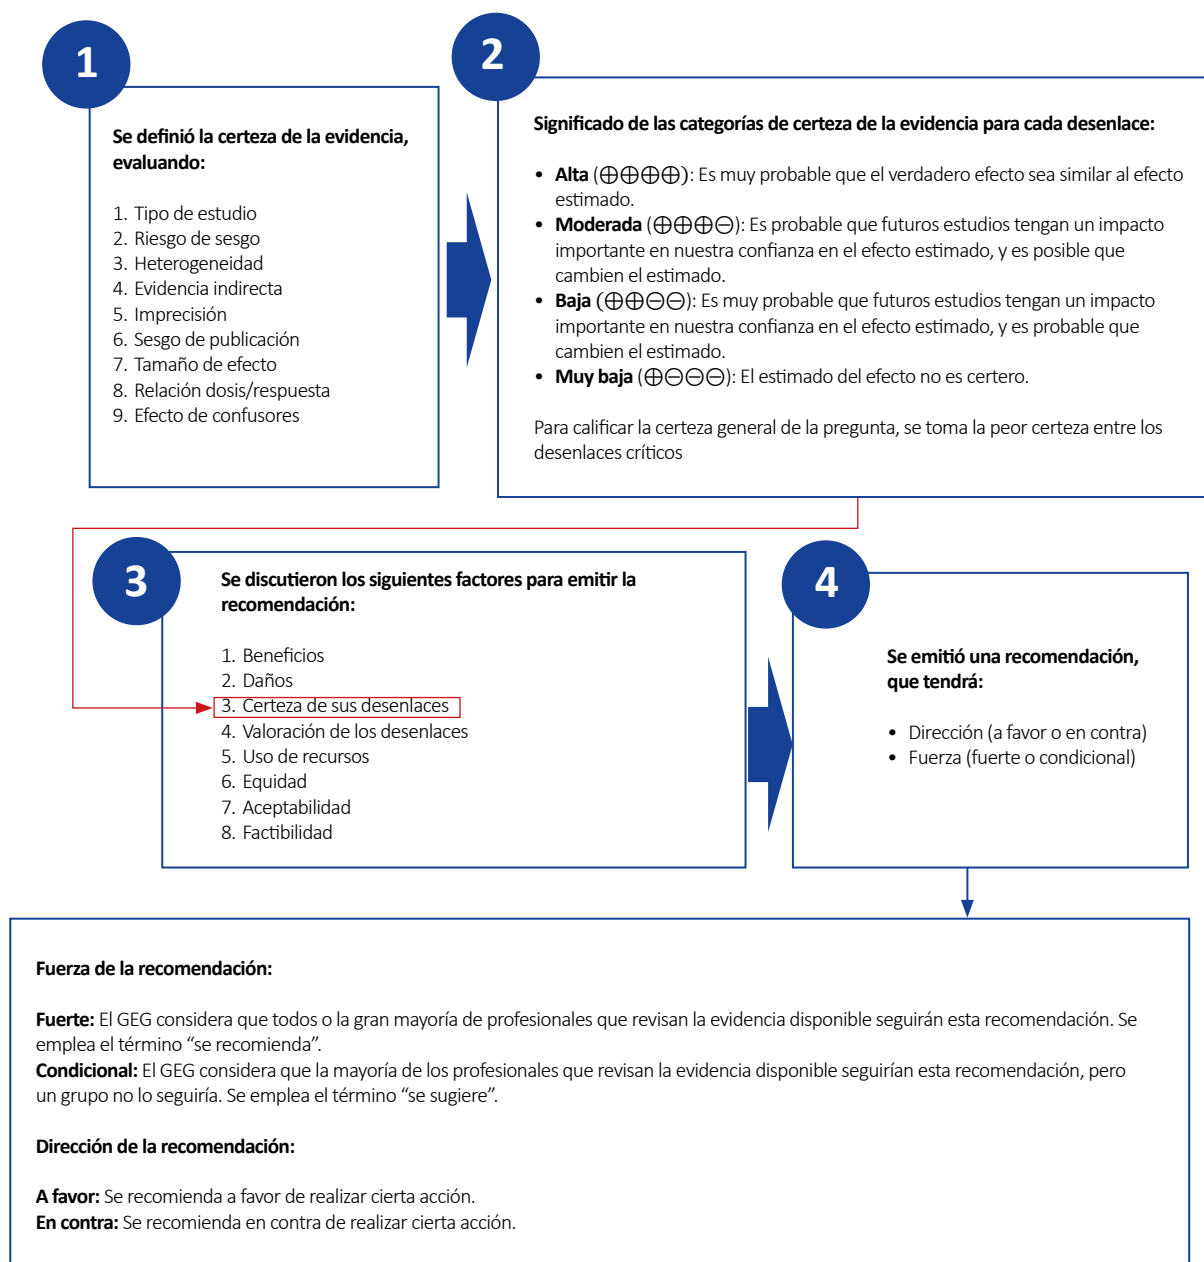 1
Se definió la certeza de la evidencia,
evaluando:
1. Tipo de estudio
2. Riesgo de sesgo
3. Heterogeneidad
4. Evidencia indirecta
5. Imprecisión
6. Sesgo de publicación
7. Tamaño de efecto
8. Relación dosis/respuesta
9. Efecto de confusores
2
Significado de las categorías de certeza de la evidencia para cada desenlace:
• Alta (⊕⊕⊕⊕): Es muy probable que el verdadero efecto sea similar al efecto
estimado.
• Moderada (⊕⊕⊕⊖): Es probable que futuros estudios tengan un impacto
importante en nuestra confianza en el efecto estimado, y es posible que
cambien el estimado.
• Baja (⊕⊕⊖⊖): Es muy probable que futuros estudios tengan un impacto
importante en nuestra confianza en el efecto estimado, y es probable que
cambien el estimado.
• Muy baja (⊕⊖⊖⊖): El estimado del efecto no es certero.
Para calificar la certeza general de la pregunta, se toma la peor certeza entre los
desenlaces críticos
3
Se discutieron los siguientes factores para emitir la
recomendación:
1. Beneficios
2. Daños
3. Certeza de sus desenlaces
4. Valoración de los desenlaces
5. Uso de recursos
6. Equidad
7. Aceptabilidad
8. Factibilidad
4
Se emitió una recomendación,
que tendrá:
• Dirección (a favor o en contra)
• Fuerza (fuerte o condicional)
Fuerza de la recomendación:
Fuerte: El GEG considera que todos o la gran mayoría de profesionales que revisan la evidencia disponible seguirán esta recomendación. Se
emplea el término “se recomienda”.
Condicional: El GEG considera que la mayoría de los profesionales que revisan la evidencia disponible seguirían esta recomendación, pero
un grupo no lo seguiría. Se emplea el término “se sugiere”.
Dirección de la recomendación:
A favor: Se recomienda a favor de realizar cierta acción.
En contra: Se recomienda en contra de realizar cierta acción.